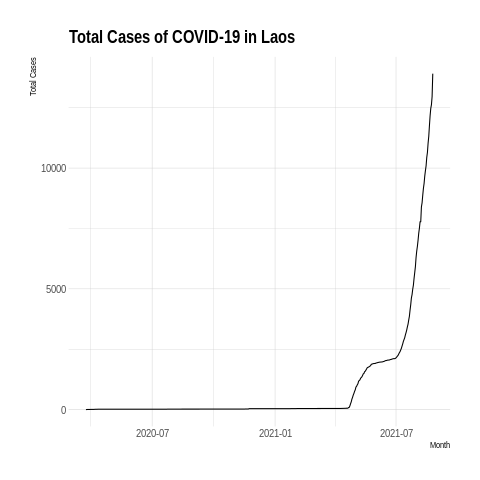 Total Cases of COVID-19 in Laos
Total Cases
10000
5000
0
2020-07
2021-01
2021-07
Month